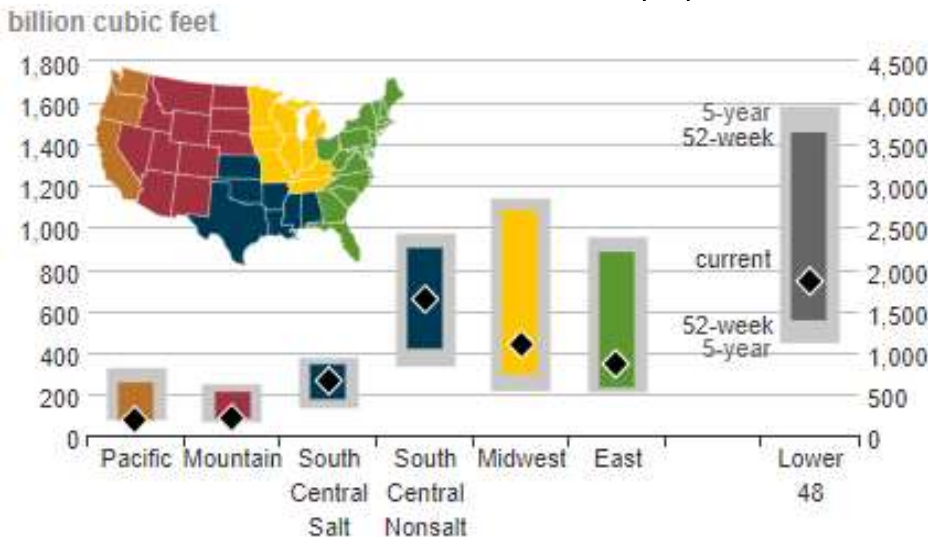 billion cubic feet
1,800
1,600
1,400
1,200
1,000
800
600
400
200
0
4,500
4,000
3,500
3,000
2,500
2,000
1,500
1,000
500
0
5-year
52-week
current
52-week
5-year
Pacific
Mountain
South
Central
Salt
South
Central
Nonsalt
Midwest
East
Lower
48